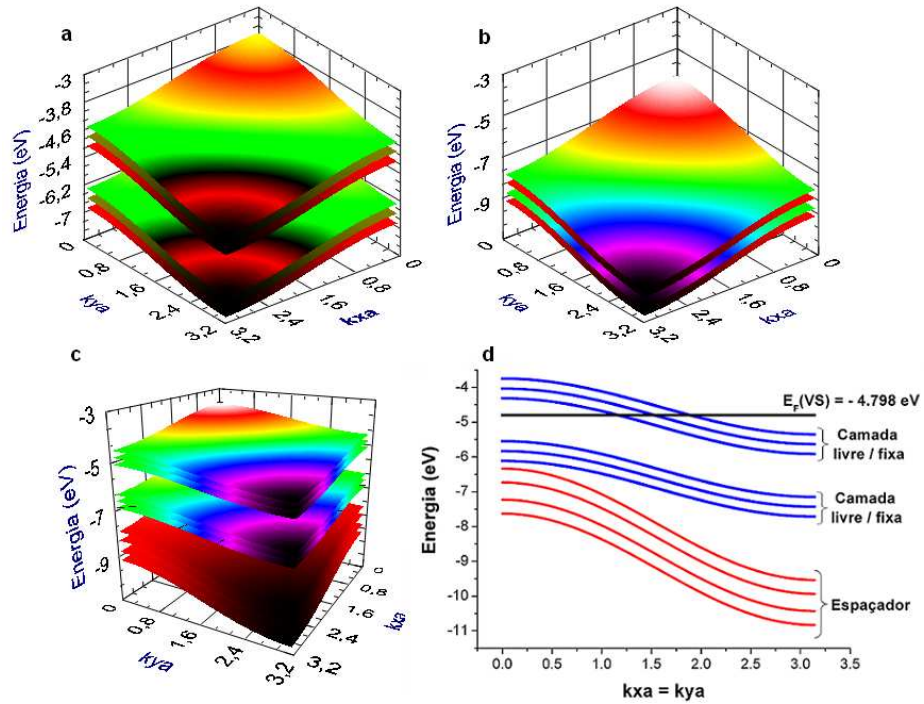 a
Energia (eV)
-3
-3,8
-4,6
-5,4
-6,2
-7
0
0,8
1,6
2,4
3,2
kya
3,2
2,4
1,6
0,8
0
kxa
b
Energia (eV)
-3
-5
-7
-9
0
0,8
1,6
2,4
3,2
kya
3,2
2,4
1,6
0,8
0
kxa
c
Energia (eV)
-3
-5
-7
-9
0
0,8
1,6
2,4
3,2
kya
0
0.8
1.6
2.4
3,2
kxa
d
Energia (eV)
-4
-5
-6
-7
-8
-9
-10
-11
0.0
0.5
1.0
1.5
2.0
2.5
3.0
3.5
kxa = kya
E_F(VS) = - 4.798 eV
Camada
livre / fixa
Camada
livre / fixa
Espaçador